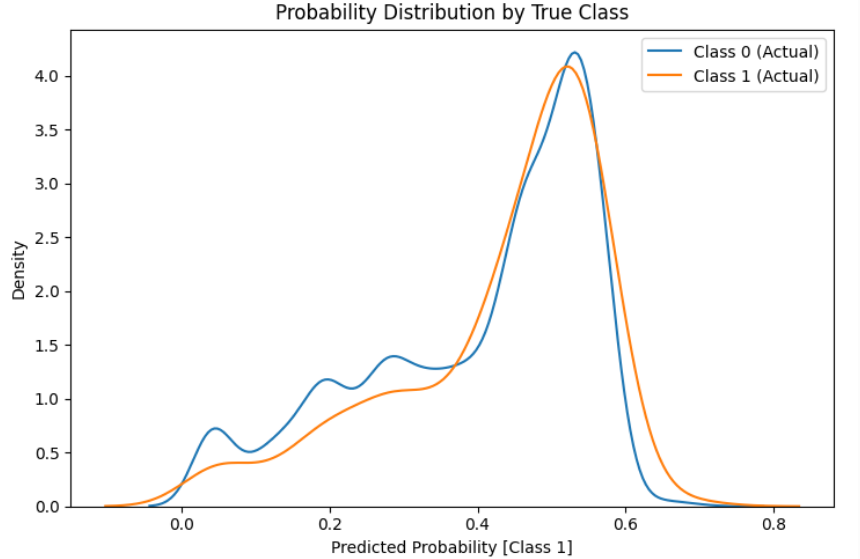 Probability Distribution by True Class
Class 0 (Actual)
Class 1 (Actual)
Density
4.0
3.5
3.0
2.5
2.0
1.5
1.0
0.5
0.0
0.0 0.2 0.4 0.6 0.8
Predicted Probability [Class 1]